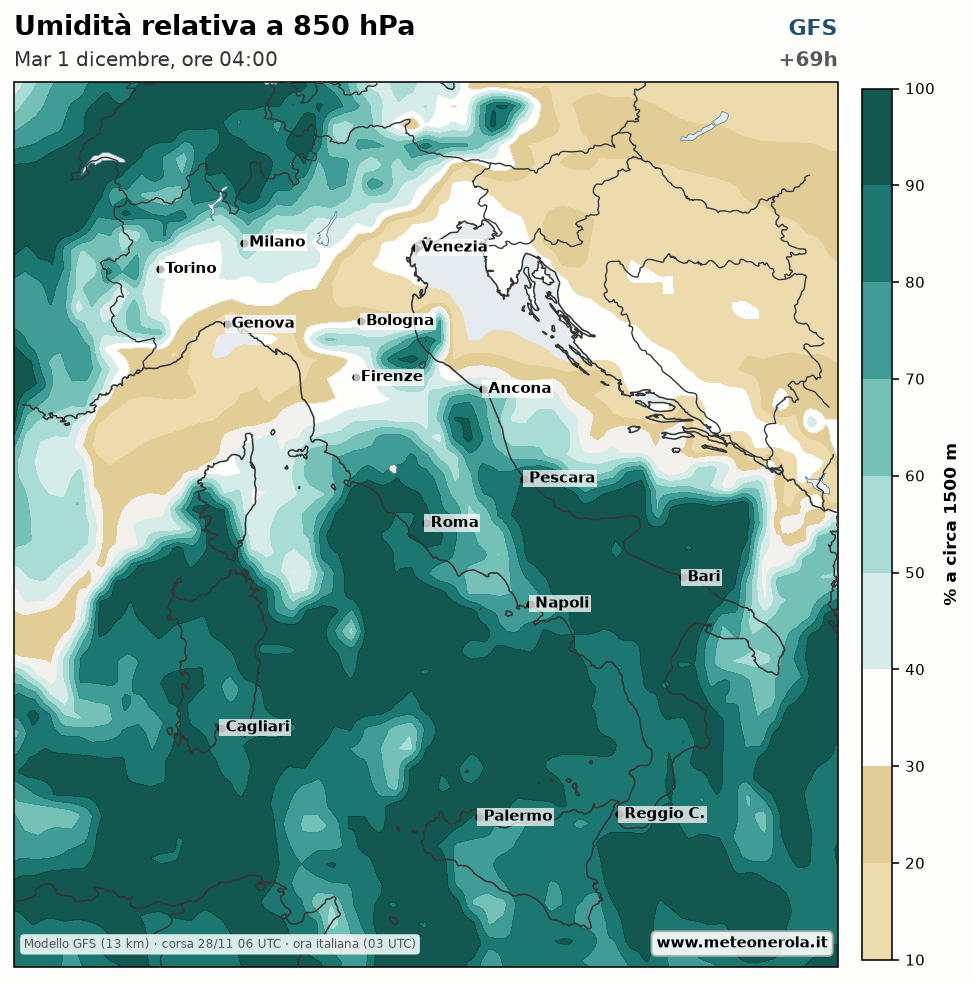 Umidità relativa a 850 hPa
GFS
Mar 1 dicembre, ore 04:00
+69h
Milano
Venezia
Torino
Genova
Bologna
Firenze
Ancona
Pescara
Roma
Bari
Napoli
Cagliari
Palermo
Reggio C.
100
90
80
70
60
50
40
30
20
10
% a circa 1500 m
Modello GFS (13 km) · corsa 28/11 06 UTC · ora italiana (03 UTC)
www.meteonerola.it